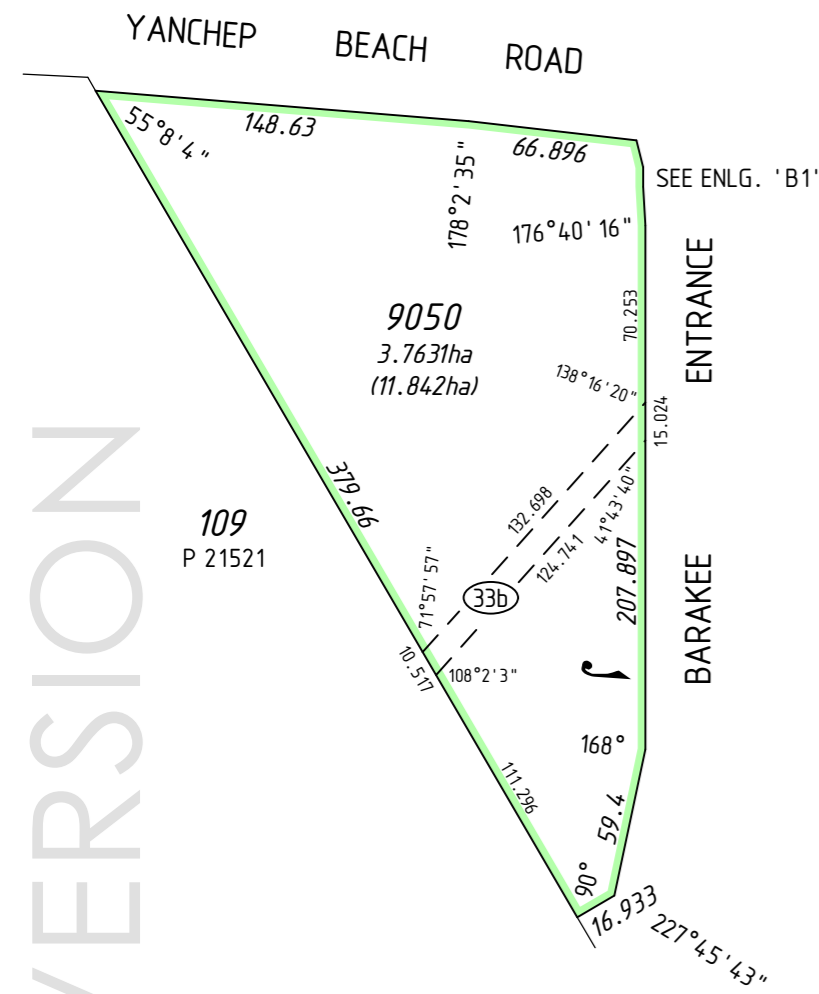 YANCHEP BEACH ROAD
55°8'4"
148.63
66.896
178°2'35"
SEE ENLG. 'B1'
176°40'16"
9050
3.7631ha
(11.842ha)
70.253
ENTRANCE
138°16'20"
15.024
379.66
109
P 21521
132.698
124.741
41°43'40"
207.897
71°57'57"
33b
10.517
108°2'3"
BARAKEE
168°
111.296
59.4
90°
16.933
227°45'43"
VERSION